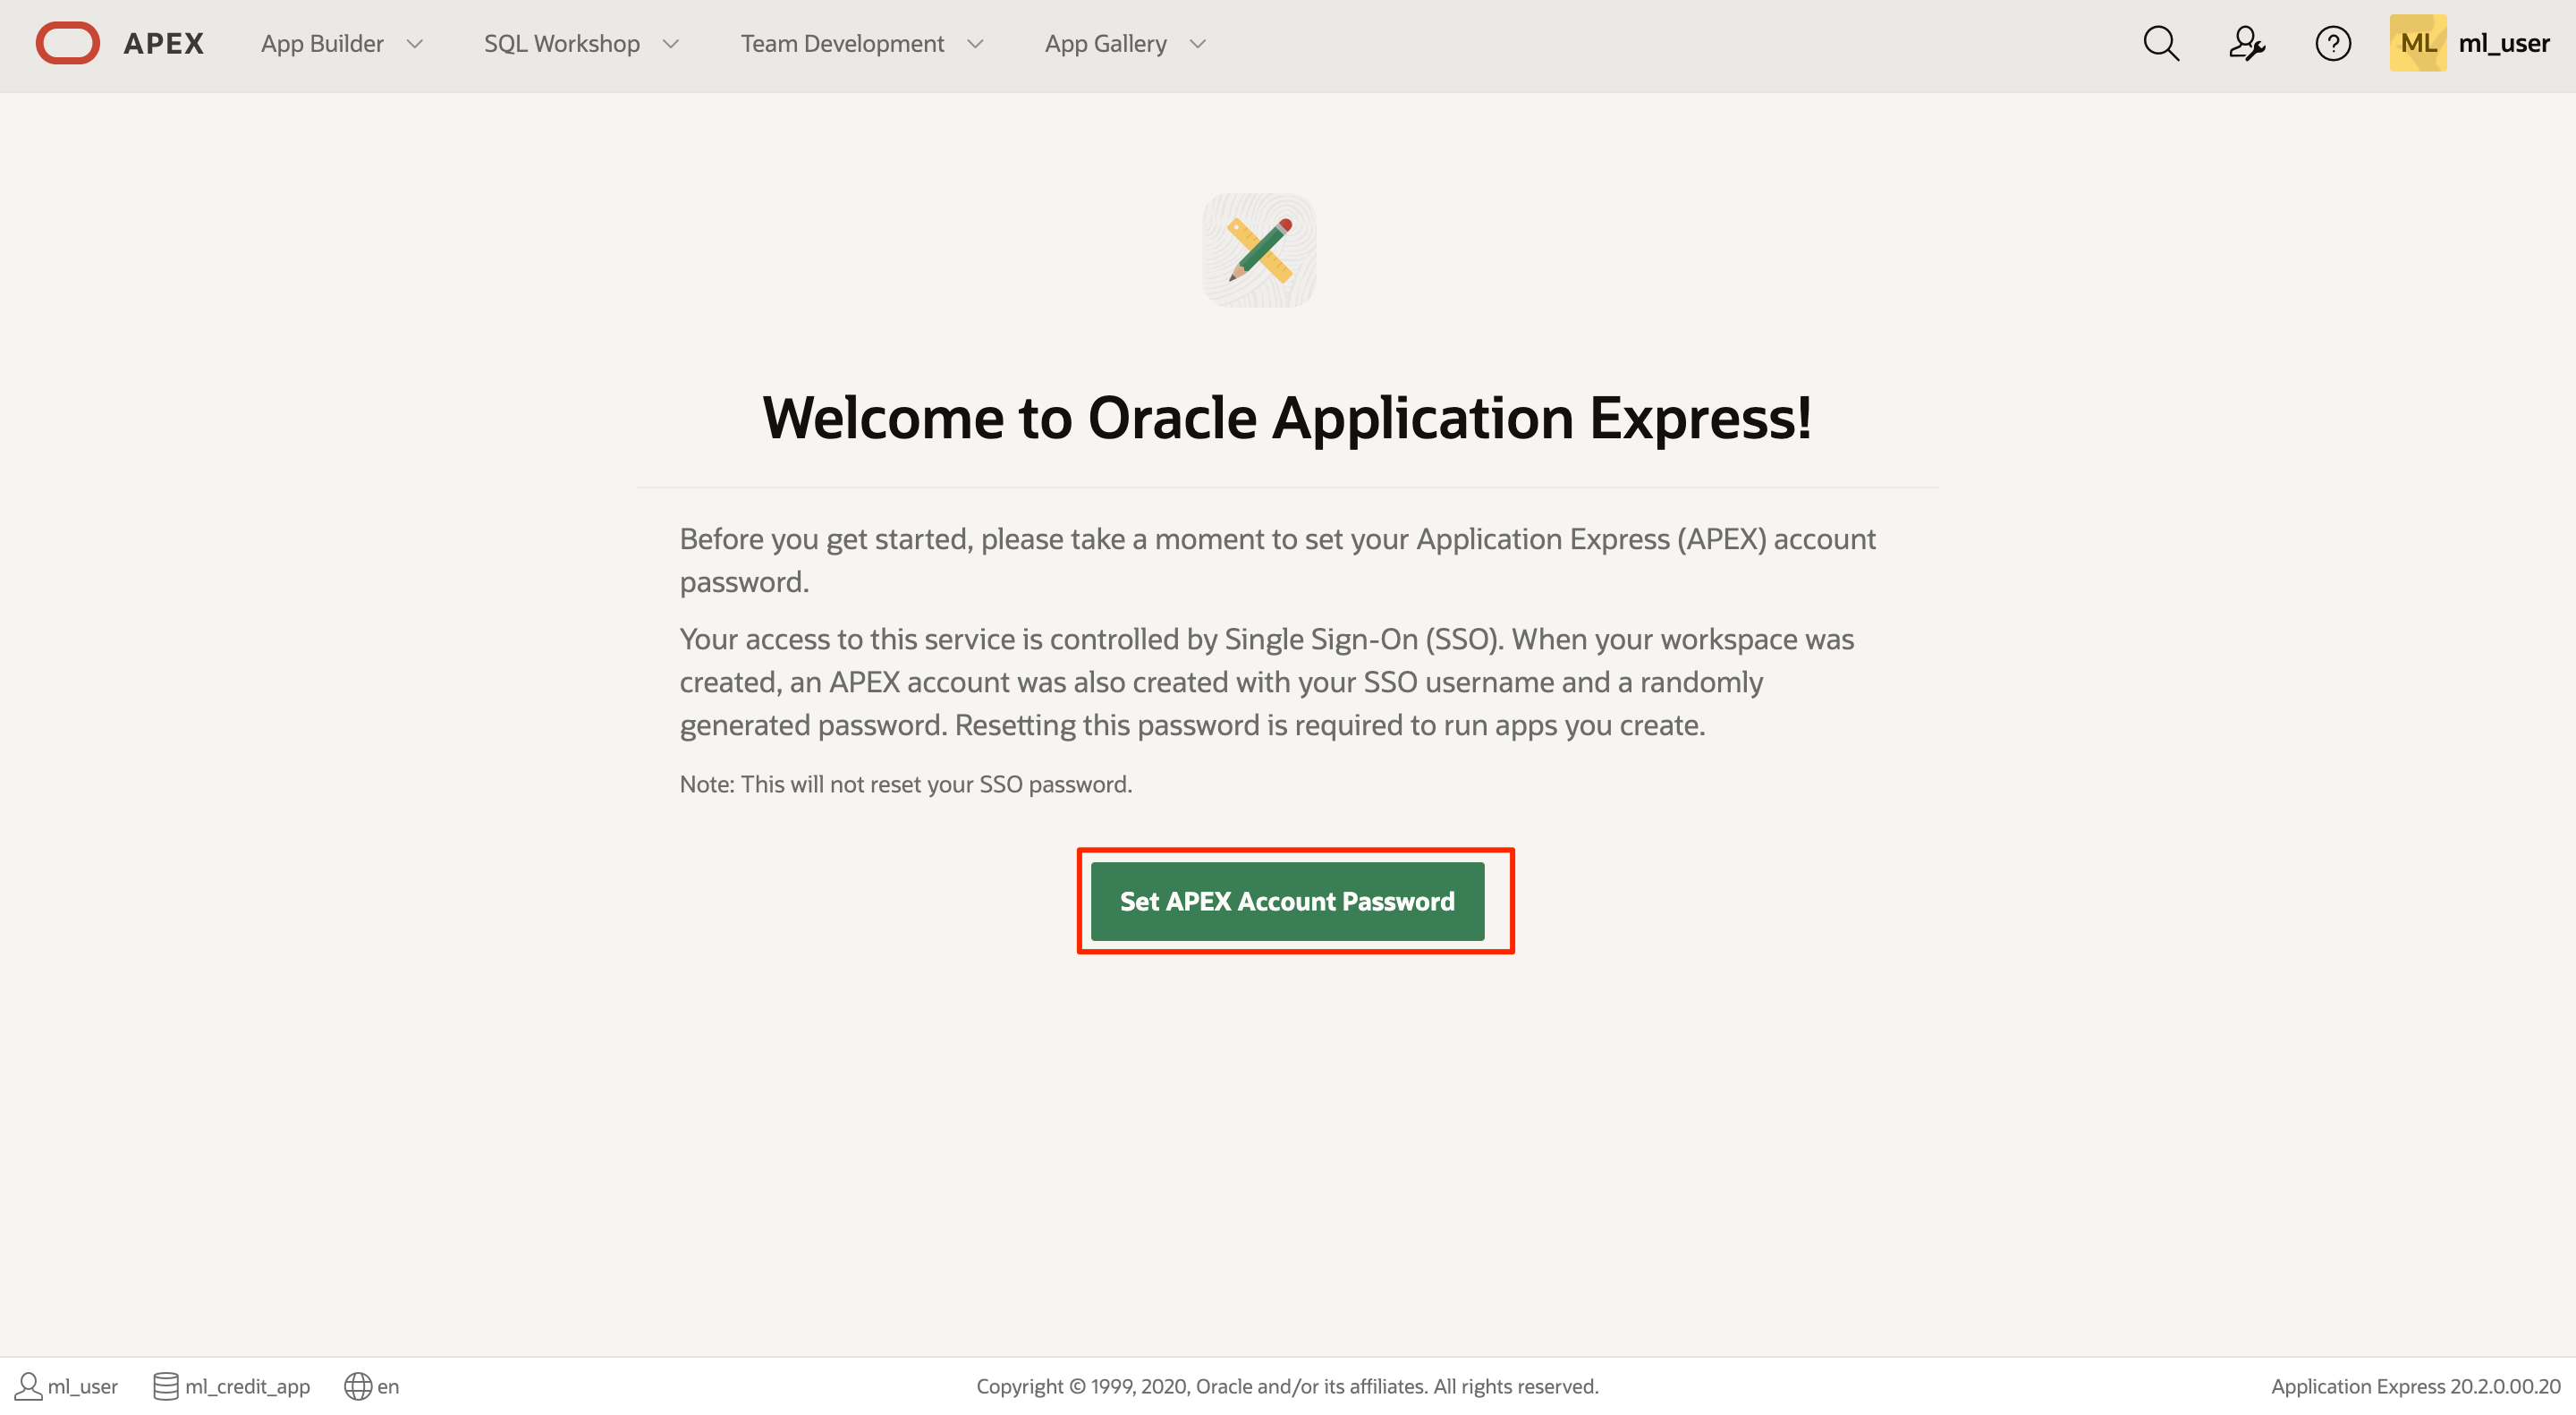 APEX App Builder SQL Workshop Team Development App Gallery ? ML ml_user
Welcome to Oracle Application Express!
Before you get started, please take a moment to set your Application Express (APEX) account
password.
Your access to this service is controlled by Single Sign-On (SSO). When your workspace was
created, an APEX account was also created with your SSO username and a randomly
generated password. Resetting this password is required to run apps you create.
Note: This will not reset your SSO password.
Set APEX Account Password
ml_user ml_credit_app en Copyright © 1999, 2020, Oracle and/or its affiliates. All rights reserved. Application Express 20.2.0.00.20